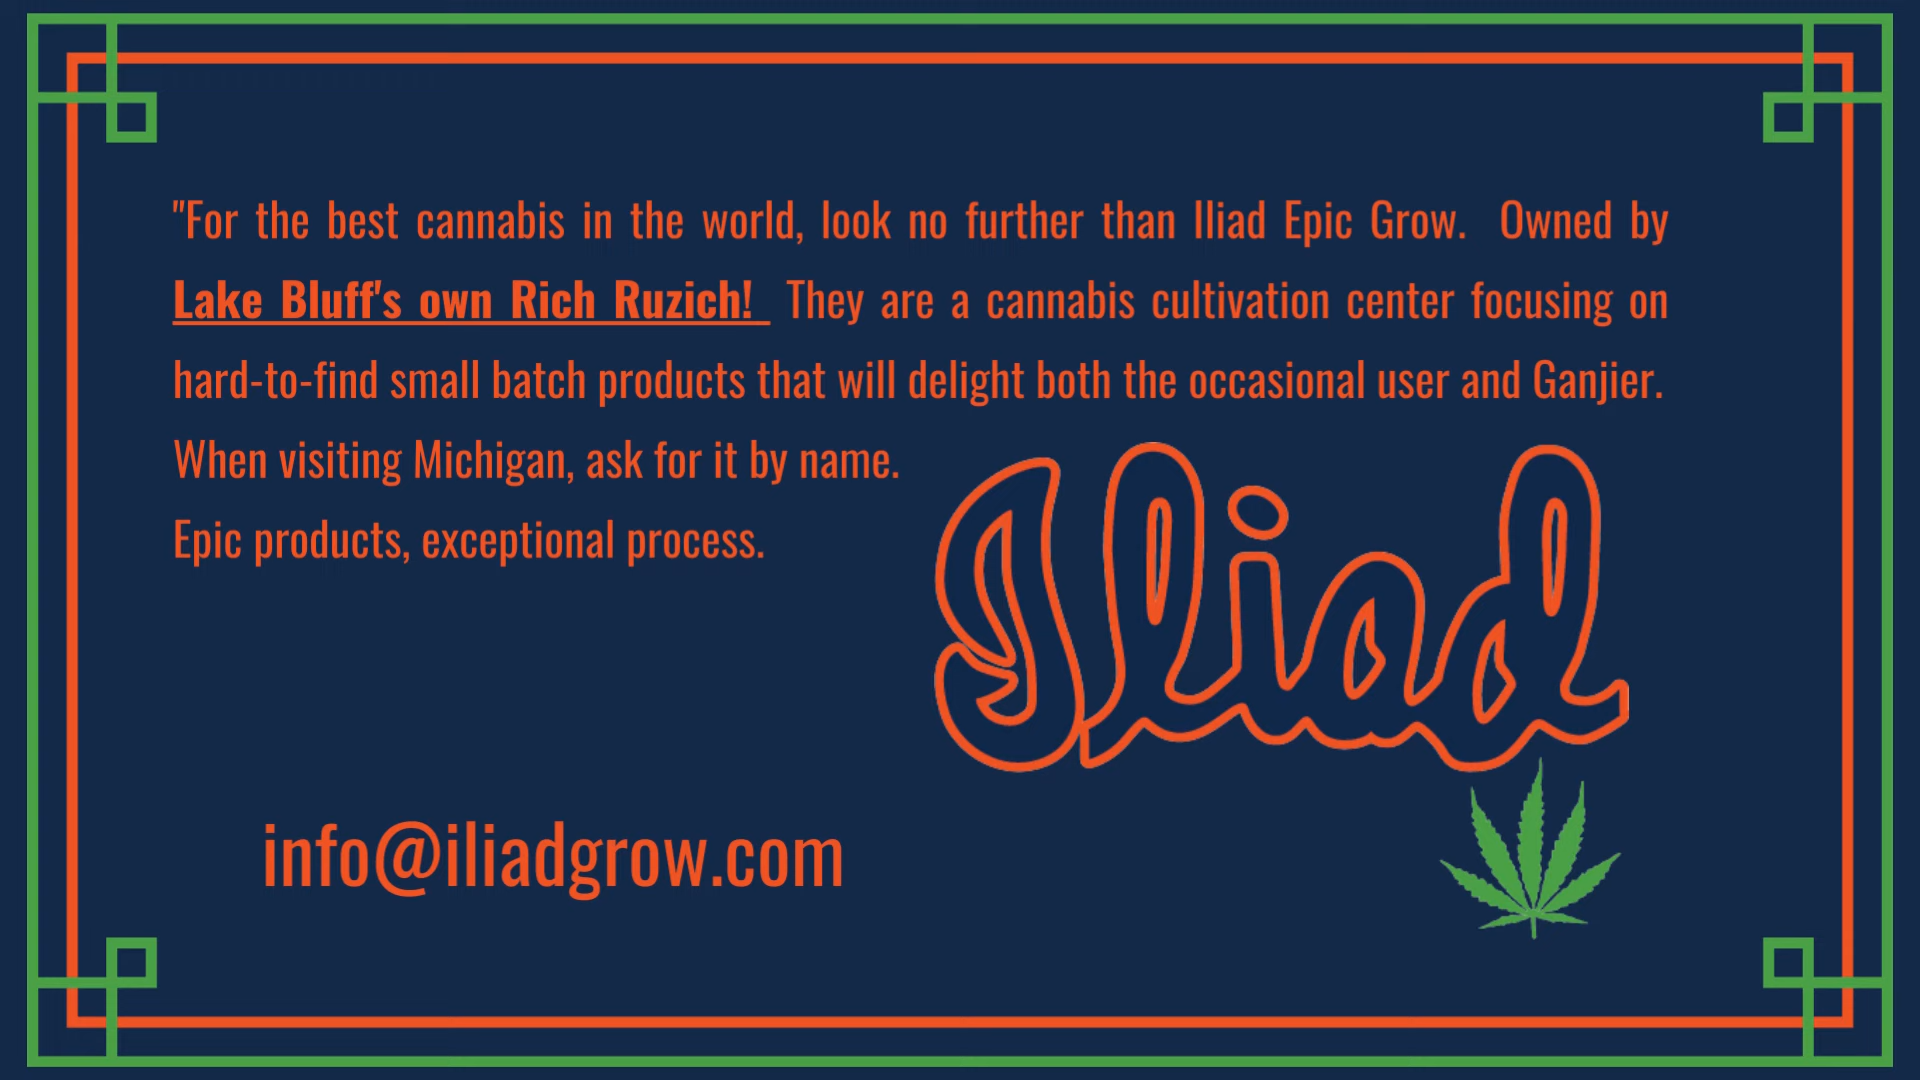 "For the best cannabis in the world, look no further than Iliad Epic Grow. Owned by
Lake Bluff's own Rich Ruzich! They are a cannabis cultivation center focusing on
hard-to-find small batch products that will delight both the occasional user and Ganjier.
When visiting Michigan, ask for it by name.
Epic products, exceptional process.
Iliad
info@iliadgrow.com